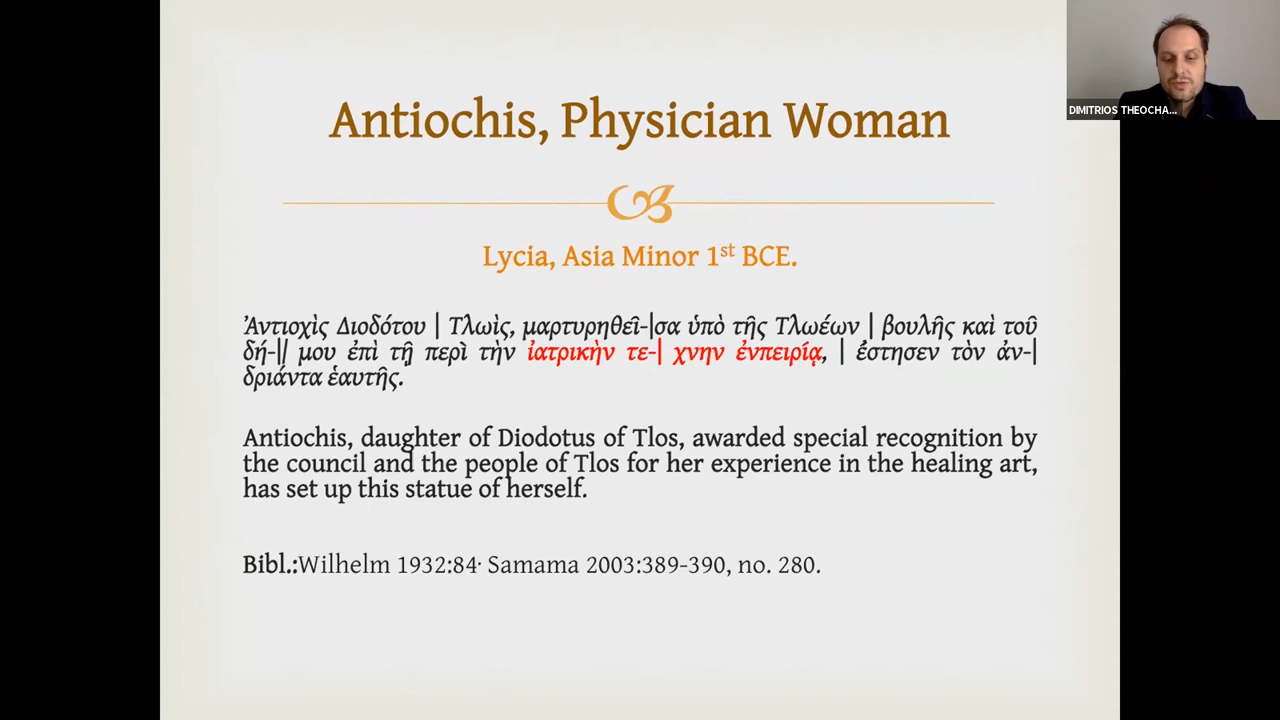 DIMITRIOS THEOCHA...
Antiochis, Physician Woman
Lycia, Asia Minor 1st BCE.
Ἀντιοχὶς Διοδότου | Τλωὶς, μαρτυρηθεῖ-|σα ὑπὸ τῆς Τλωέων | βουλῆς καὶ τοῦ
δή-|/ μου ἐπὶ τῇ περὶ τὴν ἰατρικὴν τε-| χνην ἐνπειρίᾳ, | ἐστησεν τὸν ἀν-|
δριάντα ἑαυτῆς.
Antiochis, daughter of Diodotus of Tlos, awarded special recognition by
the council and the people of Tlos for her experience in the healing art,
has set up this statue of herself.
Bibl.:Wilhelm 1932:84· Samama 2003:389-390, no. 280.